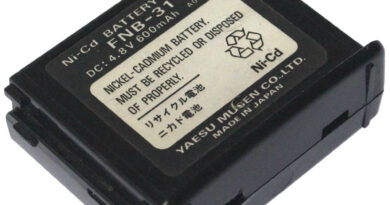 Ni-Cd BATTERY
FNB-31
DC: 4.8V 600mAh
NICKEL-CADMIUM BATTERY.
MUST BE RECYCLED OR
DISPOSED OF PROPERLY.
リサイクル電池
ニカド電池
Ni-Cd
YAESU MUSEN CO.LTD.
MADE IN JAPAN